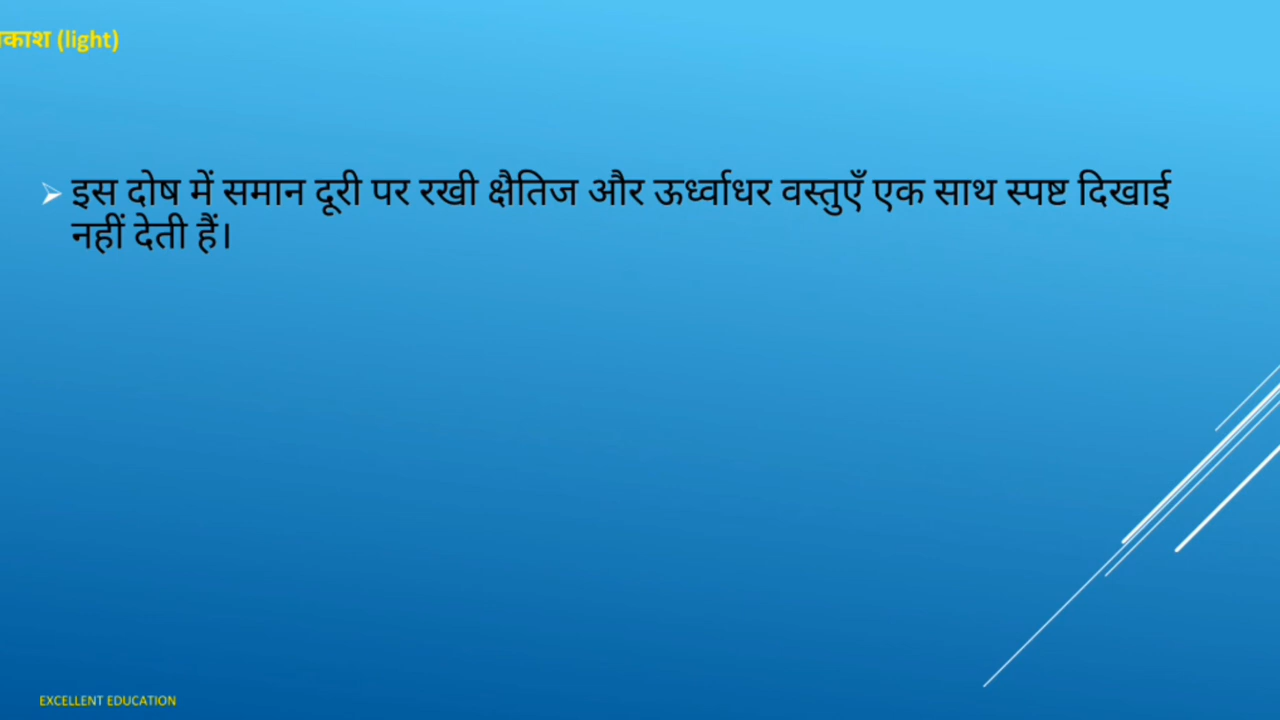 काश (light)
इस दोष में समान दूरी पर रखी क्षैतिज और ऊर्ध्वाधर वस्तुएँ एक साथ स्पष्ट दिखाई
नहीं देती हैं।
EXCELLENT EDUCATION